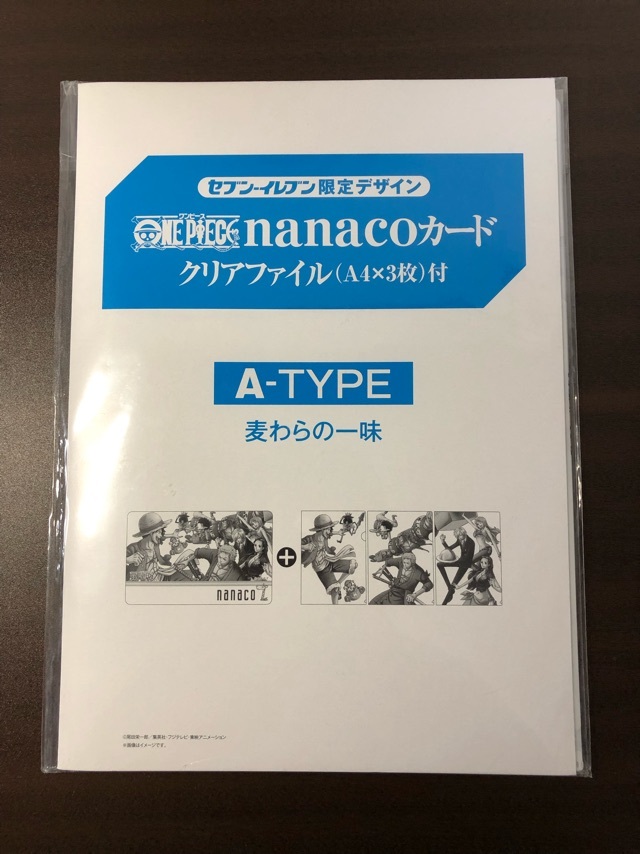 セブン-イレブン限定デザイン
ワンピース
ONE PIECE nanacoカード
クリアファイル（A4×3枚）付
A-TYPE
麦わらの一味
nanaco Z
©尾田栄一郎／集英社・フジテレビ・東映アニメーション
※画像はイメージです。